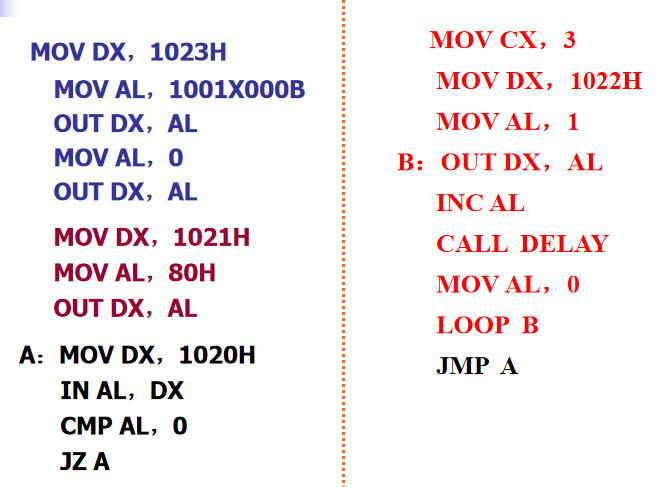 MOV DX，1023H
MOV AL，1001X000B
OUT DX，AL
MOV AL，0
OUT DX，AL
MOV DX，1021H
MOV AL，80H
OUT DX，AL
A：MOV DX，1020H
IN AL，DX
CMP AL，0
JZ A
MOV CX，3
MOV DX，1022H
MOV AL，1
B：OUT DX，AL
INC AL
CALL DELAY
MOV AL，0
LOOP B
JMP A